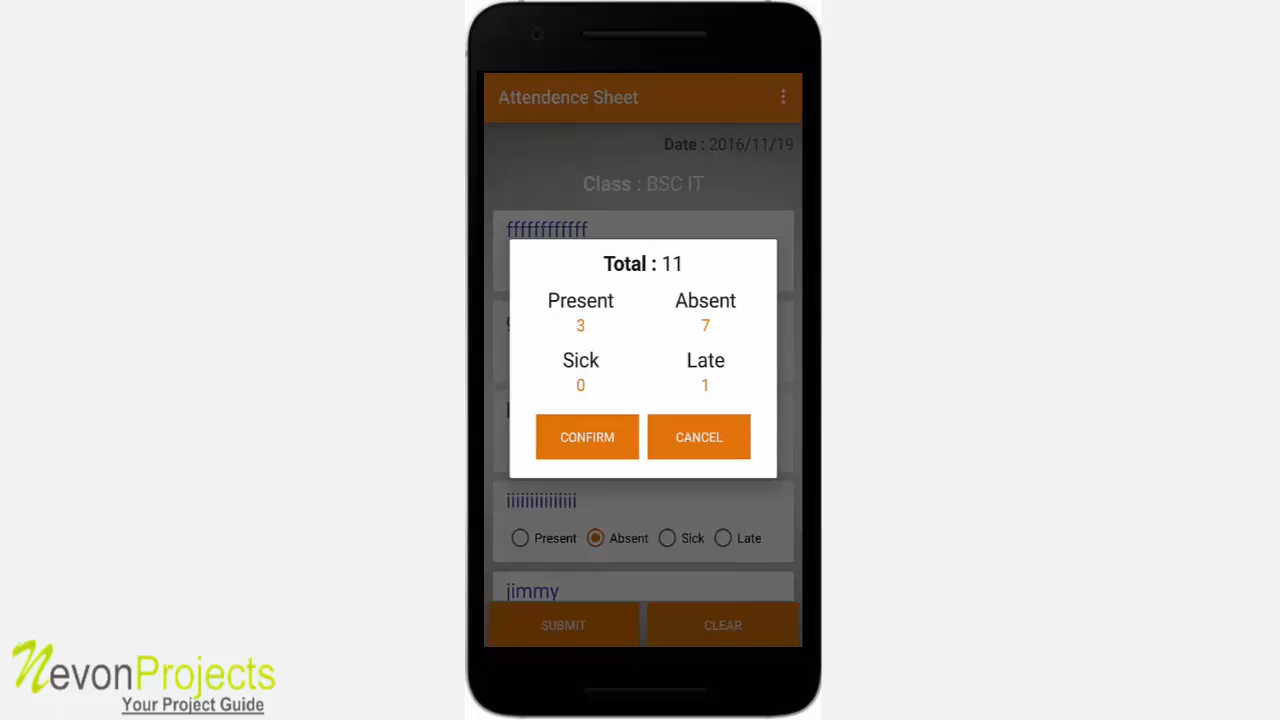 Attendence Sheet
Date : 2016/11/19
Class : BSC IT
ffffffffffff
Total : 11
Present Absent
3 7
Sick Late
0 1
CONFIRM CANCEL
iiiiiiiiiiiiiii
Present Absent Sick Late
jimmy
SUBMIT CLEAR
NevonProjects
Your Project Guide